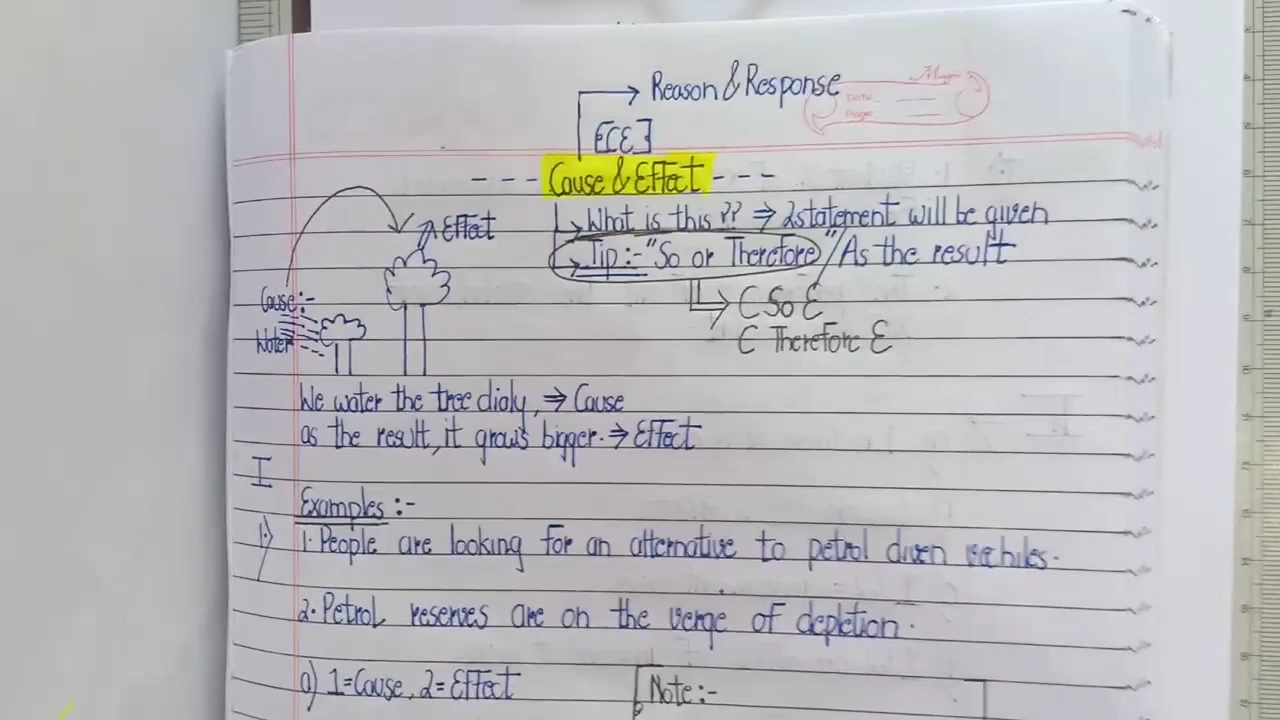 Reason & Response
[CE]
--- Cause & Effect ---
What is this ?? ⇒ 2 statement will be given
Tip:- "So or Therefore" / As the result
C So E
C Therefore E
Effect
Cause:-
Water
We water the tree dialy, ⇒ Cause
as the result, it grows bigger. ⇒ Effect
I
Examples :-
1) 1. People are looking for an alternative to petrol
2. Petrol reserves are on the verge of depletion.
a) 1=Cause, 2=Effect
Note:-